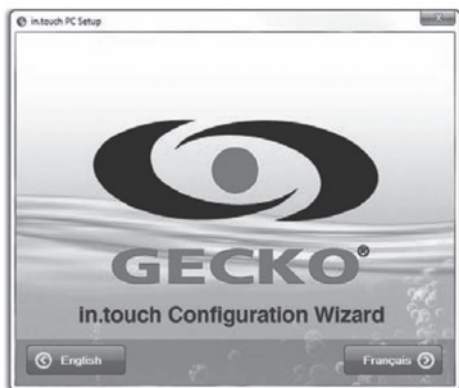 in.touch PC Setup
GECKO®
in.touch Configuration Wizard
English
Français